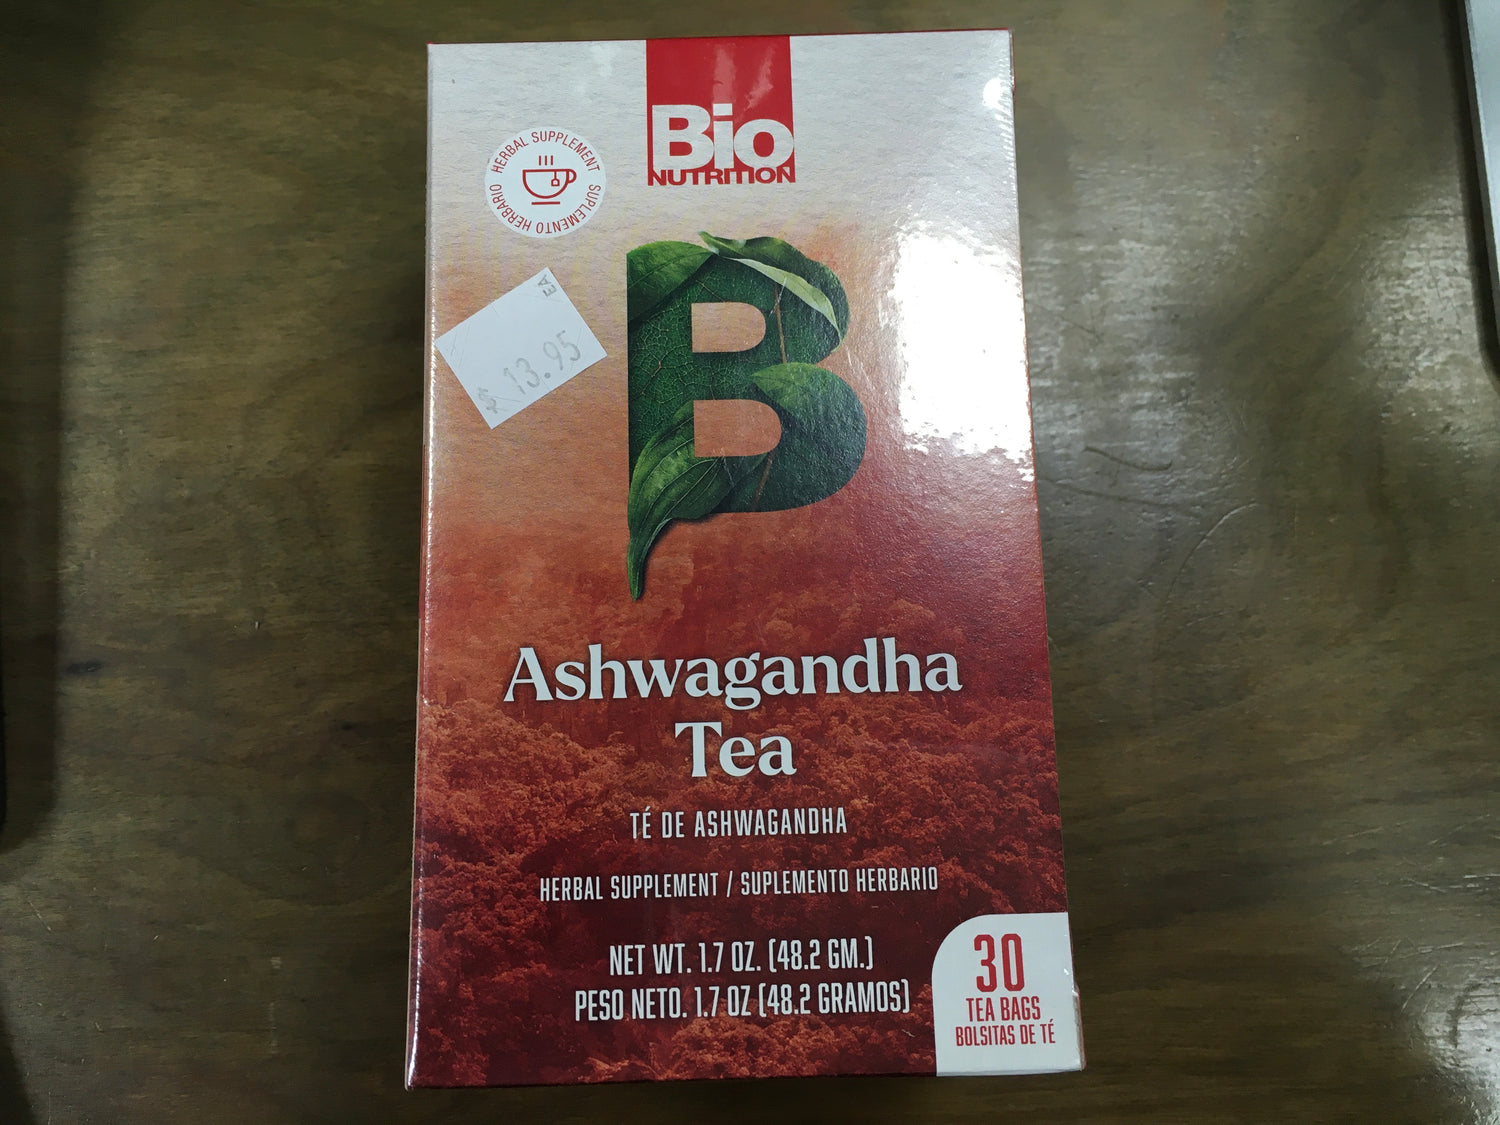 Bio
NUTRITION
HERBAL SUPPLEMENT
SUPLEMENTO HERBARIO
EA
$ 13.95
B
Ashwagandha
Tea
TÉ DE ASHWAGANDHA
HERBAL SUPPLEMENT / SUPLEMENTO HERBARIO
NET WT. 1.7 OZ. (48.2 GM.)
PESO NETO. 1.7 OZ (48.2 GRAMOS)
30
TEA BAGS
BOLSITAS DE TÉ